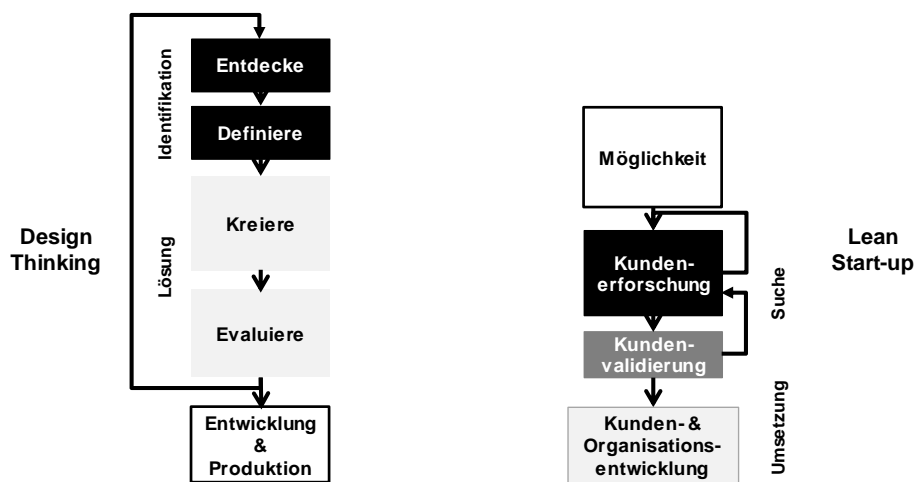 Design
Thinking
Identifikation
Lösung
Entdecke
Definiere
Kreiere
Evaluiere
Entwicklung
&
Produktion
Möglichkeit
Kunden-
erforschung
Kunden-
validierung
Kunden- &
Organisations-
entwicklung
Suche
Umsetzung
Lean
Start-up